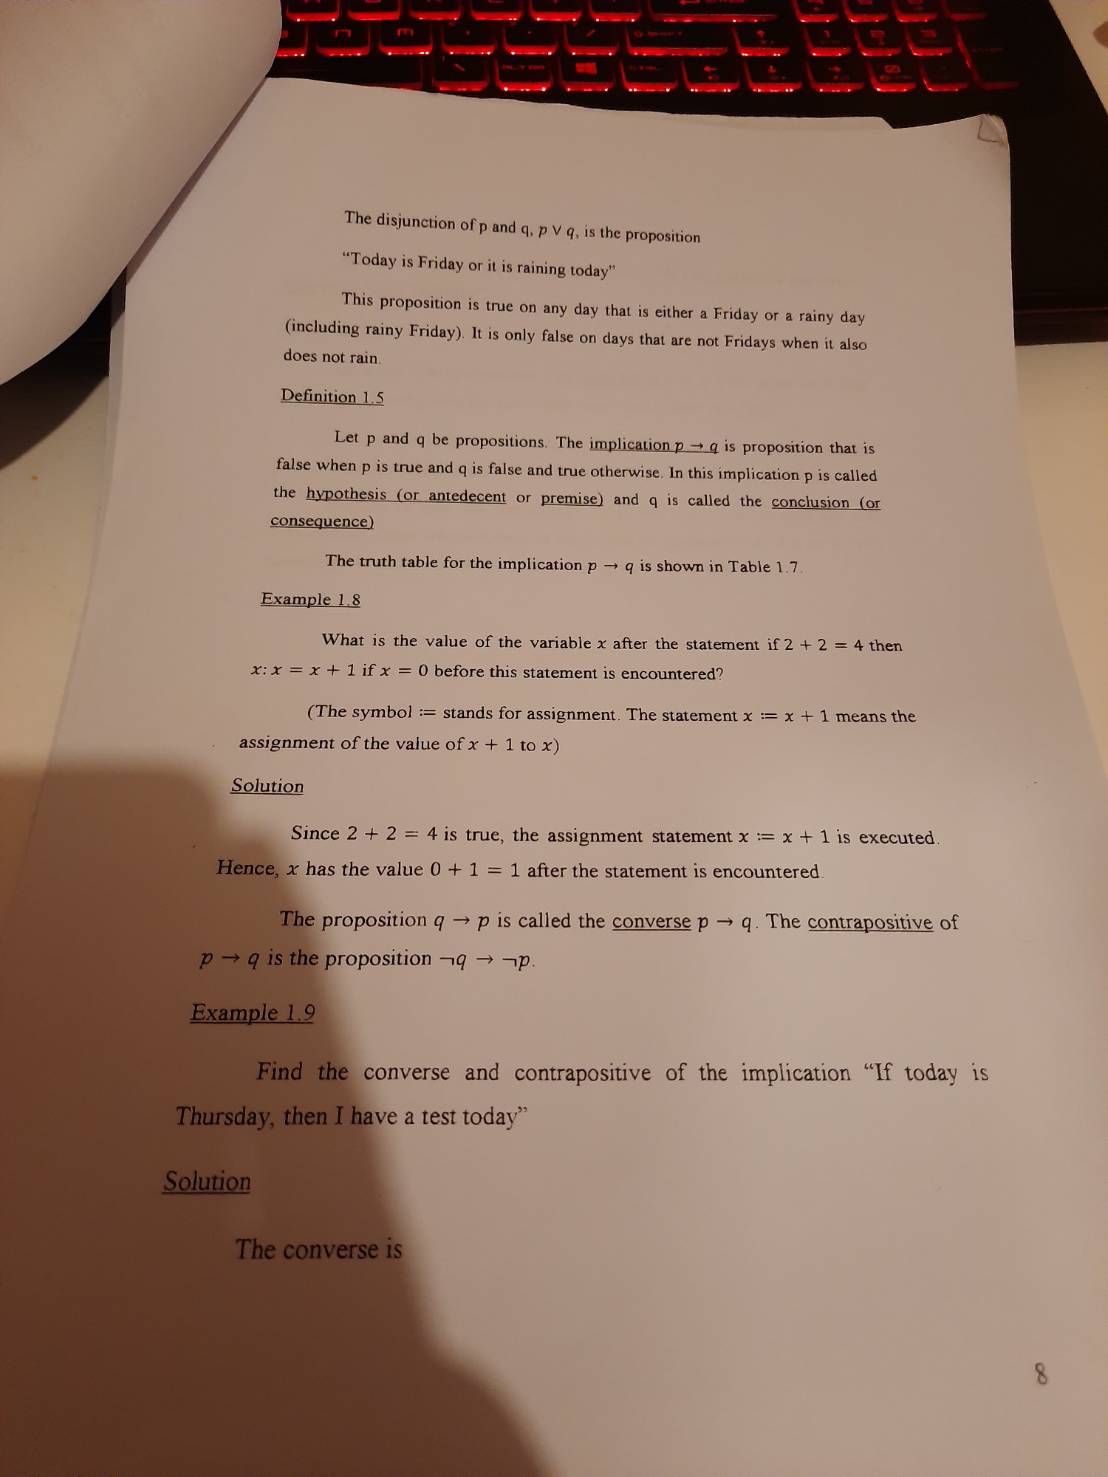 The disjunction of p and q, p ∨ q, is the proposition
“Today is Friday or it is raining today”
This proposition is true on any day that is either a Friday or a rainy day
(including rainy Friday). It is only false on days that are not Fridays when it also
does not rain.
Definition 1.5
Let p and q be propositions. The implication p → q is proposition that is
false when p is true and q is false and true otherwise. In this implication p is called
the hypothesis (or antedecent or premise) and q is called the conclusion (or
consequence)
The truth table for the implication p → q is shown in Table 1.7.
Example 1.8
What is the value of the variable x after the statement if 2 + 2 = 4 then
x: x = x + 1 if x = 0 before this statement is encountered?
(The symbol := stands for assignment. The statement x := x + 1 means the
assignment of the value of x + 1 to x)
Solution
Since 2 + 2 = 4 is true, the assignment statement x := x + 1 is executed.
Hence, x has the value 0 + 1 = 1 after the statement is encountered.
The proposition q → p is called the converse p → q. The contrapositive of
p → q is the proposition ¬q → ¬p.
Example 1.9
Find the converse and contrapositive of the implication “If today is
Thursday, then I have a test today”
Solution
The converse is
8